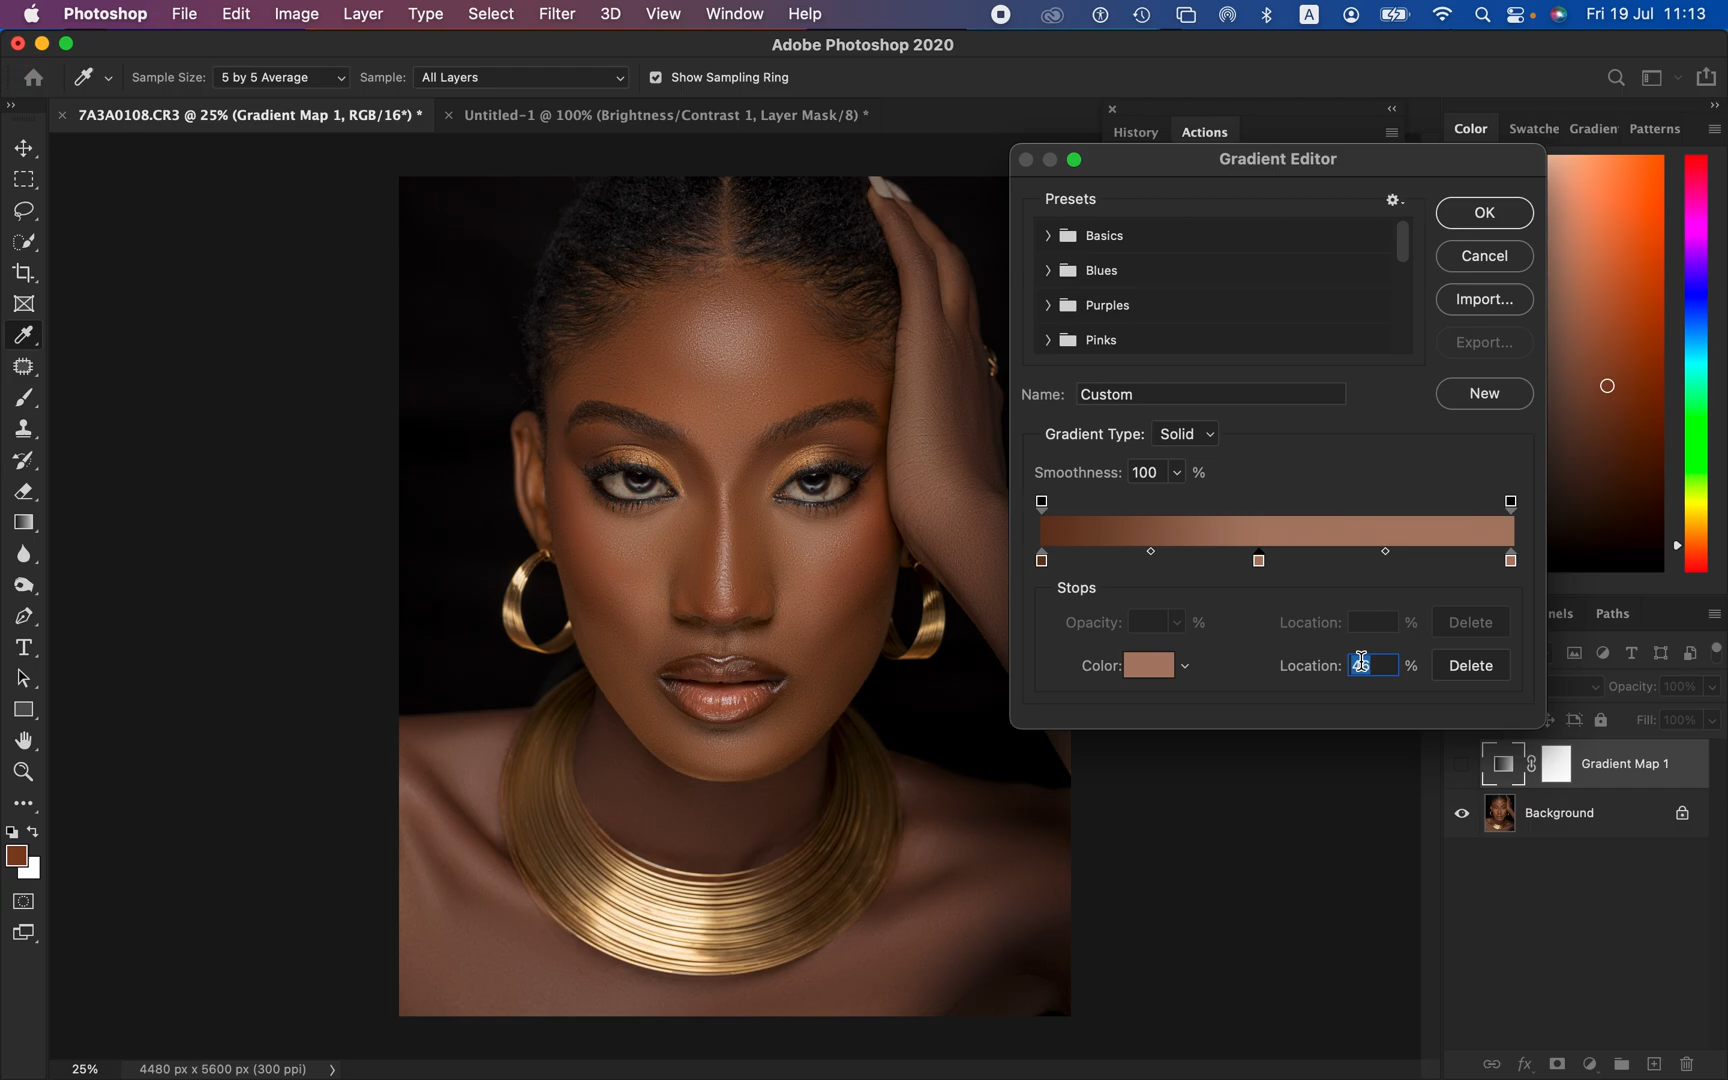 Photoshop File Edit Image Layer Type Select Filter 3D View Window Help A Fri 19 Jul 11:13
Adobe Photoshop 2020
Sample Size: 5 by 5 Average Sample: All Layers Show Sampling Ring
7A3A0108.CR3 @ 25% (Gradient Map 1, RGB/16*) * Untitled-1 @ 100% (Brightness/Contrast 1, Layer Mask/8) *
History Actions
Color Swatche Gradien Patterns
Gradient Editor
Presets
Basics
Blues
Purples
Pinks
OK
Cancel
Import...
Export...
Name: Custom
New
Gradient Type: Solid
Smoothness: 100 %
Stops
Opacity: % Location: % Delete
Color: Location: 46 % Delete
nels Paths
Opacity: 100%
Fill: 100%
Gradient Map 1
Background
25% 4480 px x 5600 px (300 ppi)